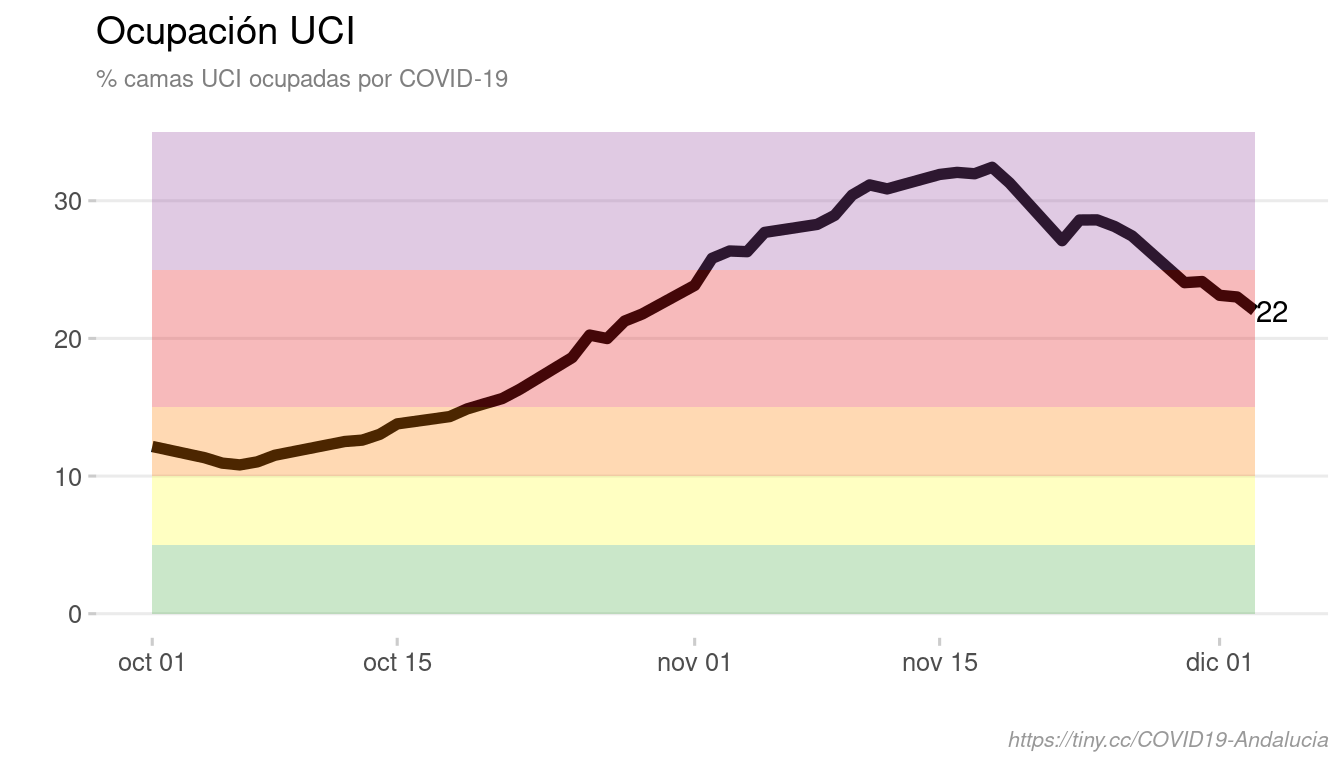 Ocupación UCI
% camas UCI ocupadas por COVID-19
30
20
10
0
22
oct 01
oct 15
nov 01
nov 15
dic 01
https://tiny.cc/COVID19-Andalucia